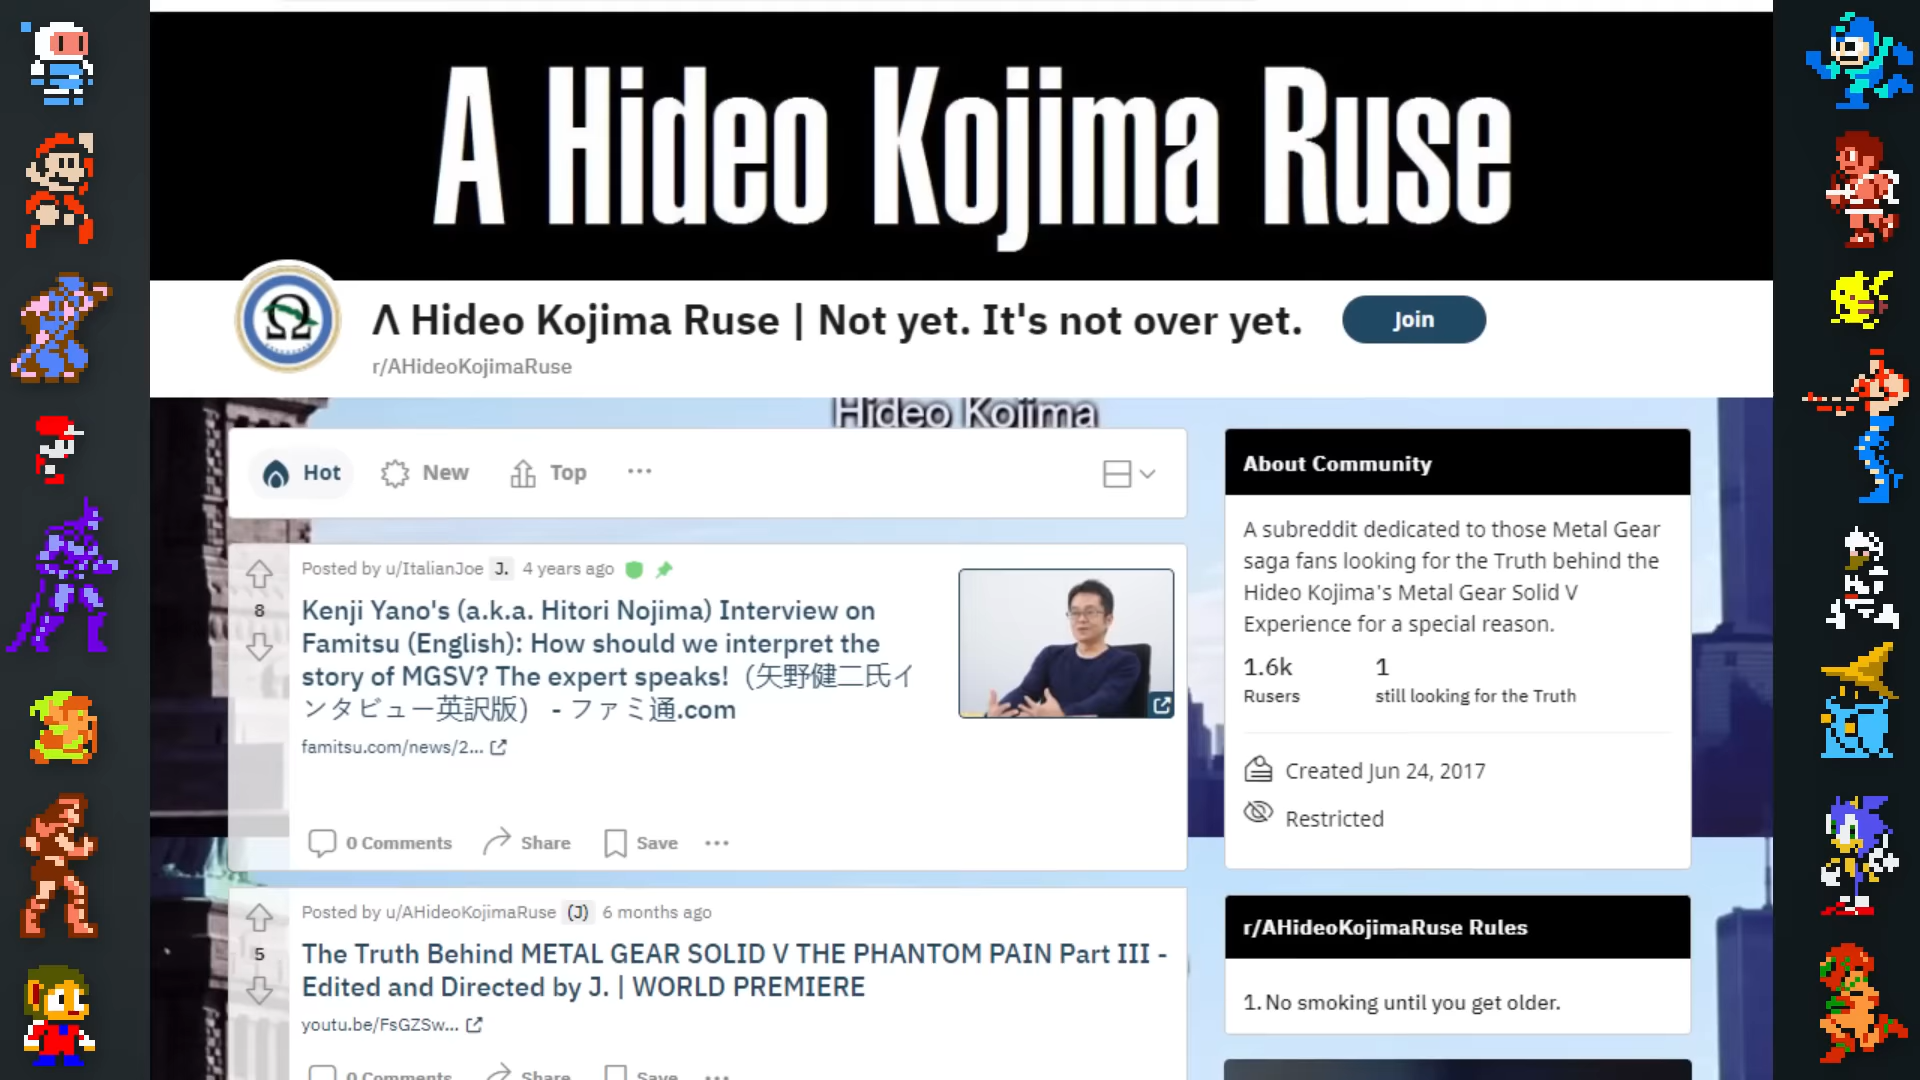 A Hideo Kojima Ruse
Λ Hideo Kojima Ruse | Not yet. It's not over yet.
Join
r/AHideoKojimaRuse
Hideo Kojima
Hot
New
Top
Posted by u/ItalianJoe J. 4 years ago
8
Kenji Yano's (a.k.a. Hitori Nojima) Interview on
Famitsu (English): How should we interpret the
story of MGSV? The expert speaks!（矢野健二氏イ
ンタビュー英訳版） - ファミ通.com
famitsu.com/news/2...
0 Comments
Share
Save
Posted by u/AHideoKojimaRuse (J) 6 months ago
5
The Truth Behind METAL GEAR SOLID V THE PHANTOM PAIN Part III -
Edited and Directed by J. | WORLD PREMIERE
youtu.be/FsGZSw...
0 Comments
Share
Save
About Community
A subreddit dedicated to those Metal Gear
saga fans looking for the Truth behind the
Hideo Kojima's Metal Gear Solid V
Experience for a special reason.
1.6k
1
Rusers
still looking for the Truth
Created Jun 24, 2017
Restricted
r/AHideoKojimaRuse Rules
1. No smoking until you get older.